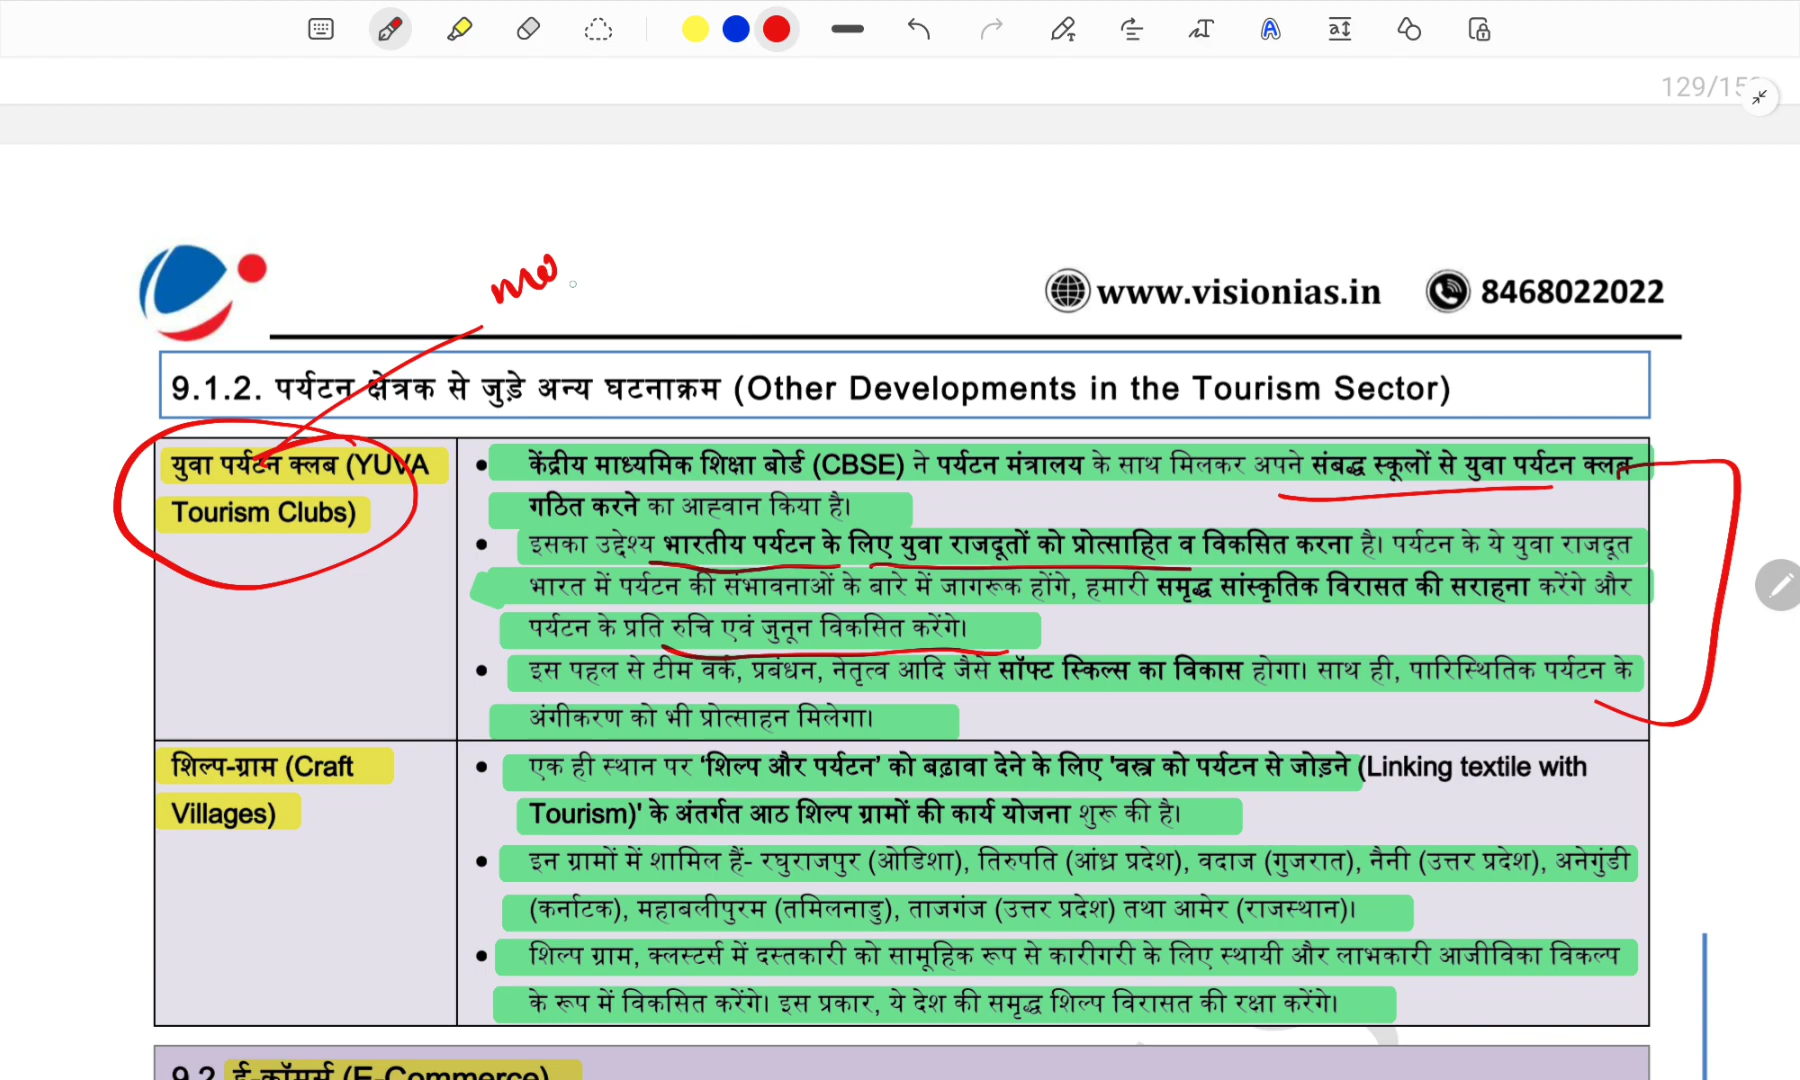 129/15
www.visionias.in 8468022022
9.1.2. पर्यटन क्षेत्रक से जुड़े अन्य घटनाक्रम (Other Developments in the Tourism Sector)
युवा पर्यटन क्लब (YUVA
Tourism Clubs)
• केंद्रीय माध्यमिक शिक्षा बोर्ड (CBSE) ने पर्यटन मंत्रालय के साथ मिलकर अपने संबद्ध स्कूलों से युवा पर्यटन क्लब
गठित करने का आह्वान किया है।
• इसका उद्देश्य भारतीय पर्यटन के लिए युवा राजदूतों को प्रोत्साहित व विकसित करना है। पर्यटन के ये युवा राजदूत
भारत में पर्यटन की संभावनाओं के बारे में जागरूक होंगे, हमारी समृद्ध सांस्कृतिक विरासत की सराहना करेंगे और
पर्यटन के प्रति रुचि एवं जुनून विकसित करेंगे।
• इस पहल से टीम वर्क, प्रबंधन, नेतृत्व आदि जैसे सॉफ्ट स्किल्स का विकास होगा। साथ ही, पारिस्थितिक पर्यटन के
अंगीकरण को भी प्रोत्साहन मिलेगा।
शिल्प-ग्राम (Craft
Villages)
• एक ही स्थान पर ‘शिल्प और पर्यटन’ को बढ़ावा देने के लिए 'वस्त्र को पर्यटन से जोड़ने (Linking textile with
Tourism)' के अंतर्गत आठ शिल्प ग्रामों की कार्य योजना शुरू की है।
• इन ग्रामों में शामिल हैं- रघुराजपुर (ओडिशा), तिरुपति (आंध्र प्रदेश), वदाज (गुजरात), नैनी (उत्तर प्रदेश), अनेगुंडी
(कर्नाटक), महाबलीपुरम (तमिलनाडु), ताजगंज (उत्तर प्रदेश) तथा आमेर (राजस्थान)।
• शिल्प ग्राम, क्लस्टर्स में दस्तकारी को सामूहिक रूप से कारीगरी के लिए स्थायी और लाभकारी आजीविका विकल्प
के रूप में विकसित करेंगे। इस प्रकार, ये देश की समृद्ध शिल्प विरासत की रक्षा करेंगे।
9.2 ई-कॉमर्स (E-Commerce)